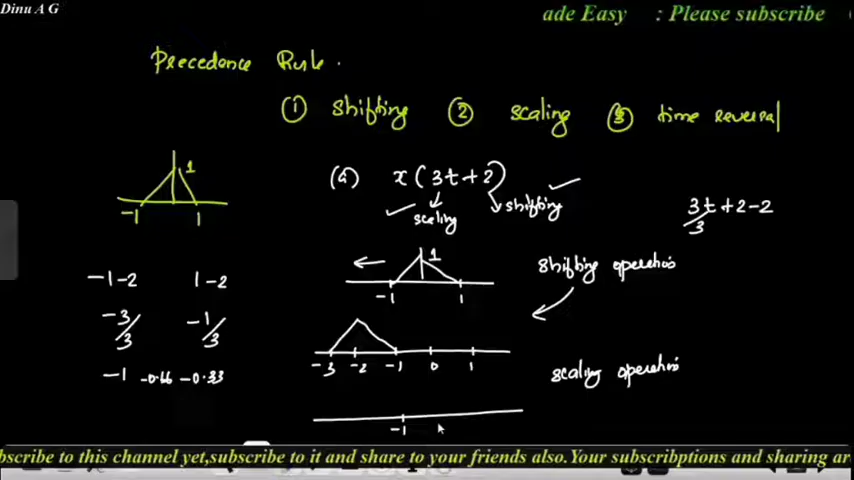 Dinu A G
ade Easy : Please subscribe
Precedence Rule.
① shifting ② scaling ③ time reversal
1
-1 1
(a) x(3t+2)
scaling shifting
3t+2-2
3
1
-1 1
shifting operation
-1-2 1-2
-3/3 -1/3
-3 -2 -1 0 1
-1 -0.66 -0.33
scaling operation
-1
bscribe to this channel yet,subscribe to it and share to your friends also.Your subscribptions and sharing ar